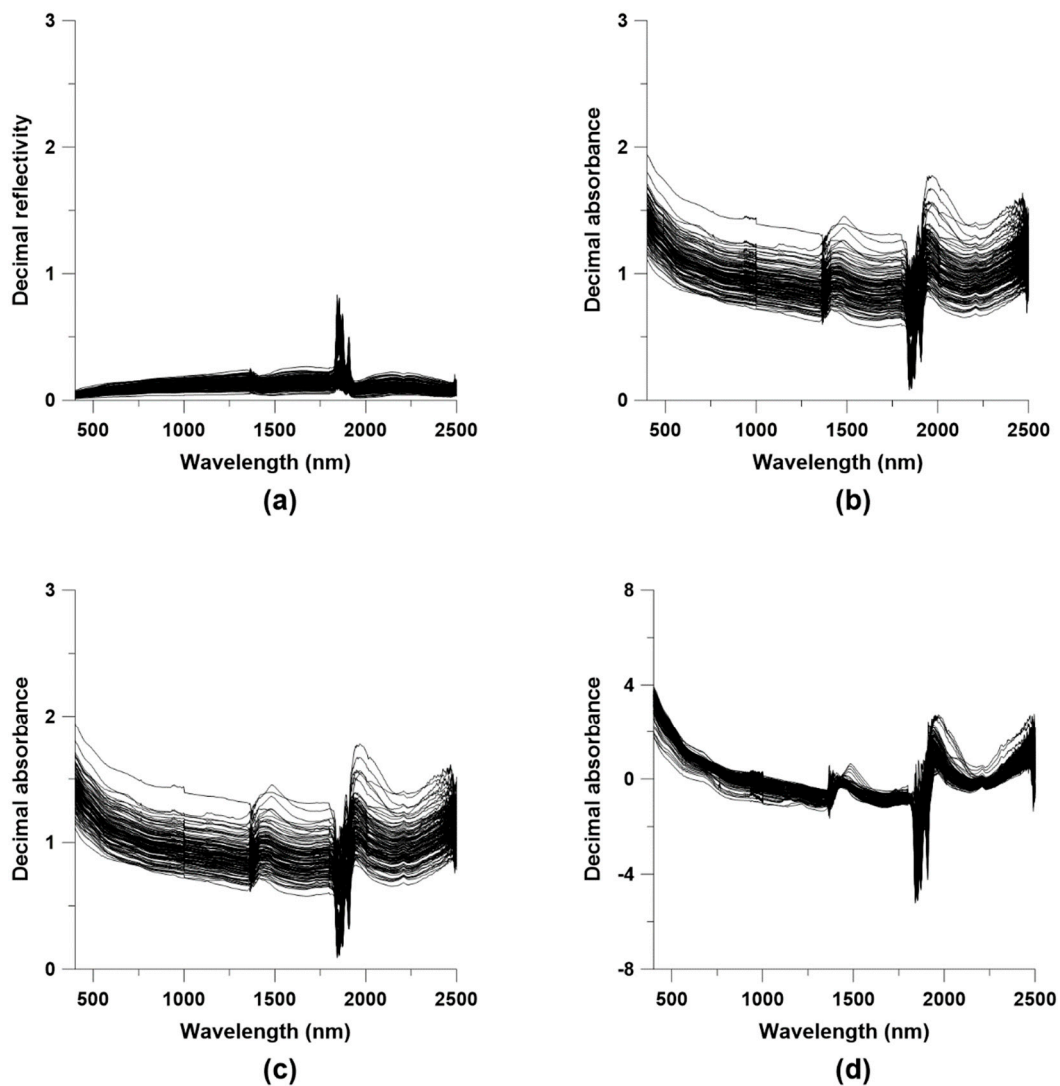 3
2
1
0
Decimal reflectivity
500 1000 1500 2000 2500
Wavelength (nm)
(a)
3
2
1
0
Decimal absorbance
500 1000 1500 2000 2500
Wavelength (nm)
(b)
3
2
1
0
Decimal absorbance
500 1000 1500 2000 2500
Wavelength (nm)
(c)
8
4
0
-4
-8
Decimal absorbance
500 1000 1500 2000 2500
Wavelength (nm)
(d)